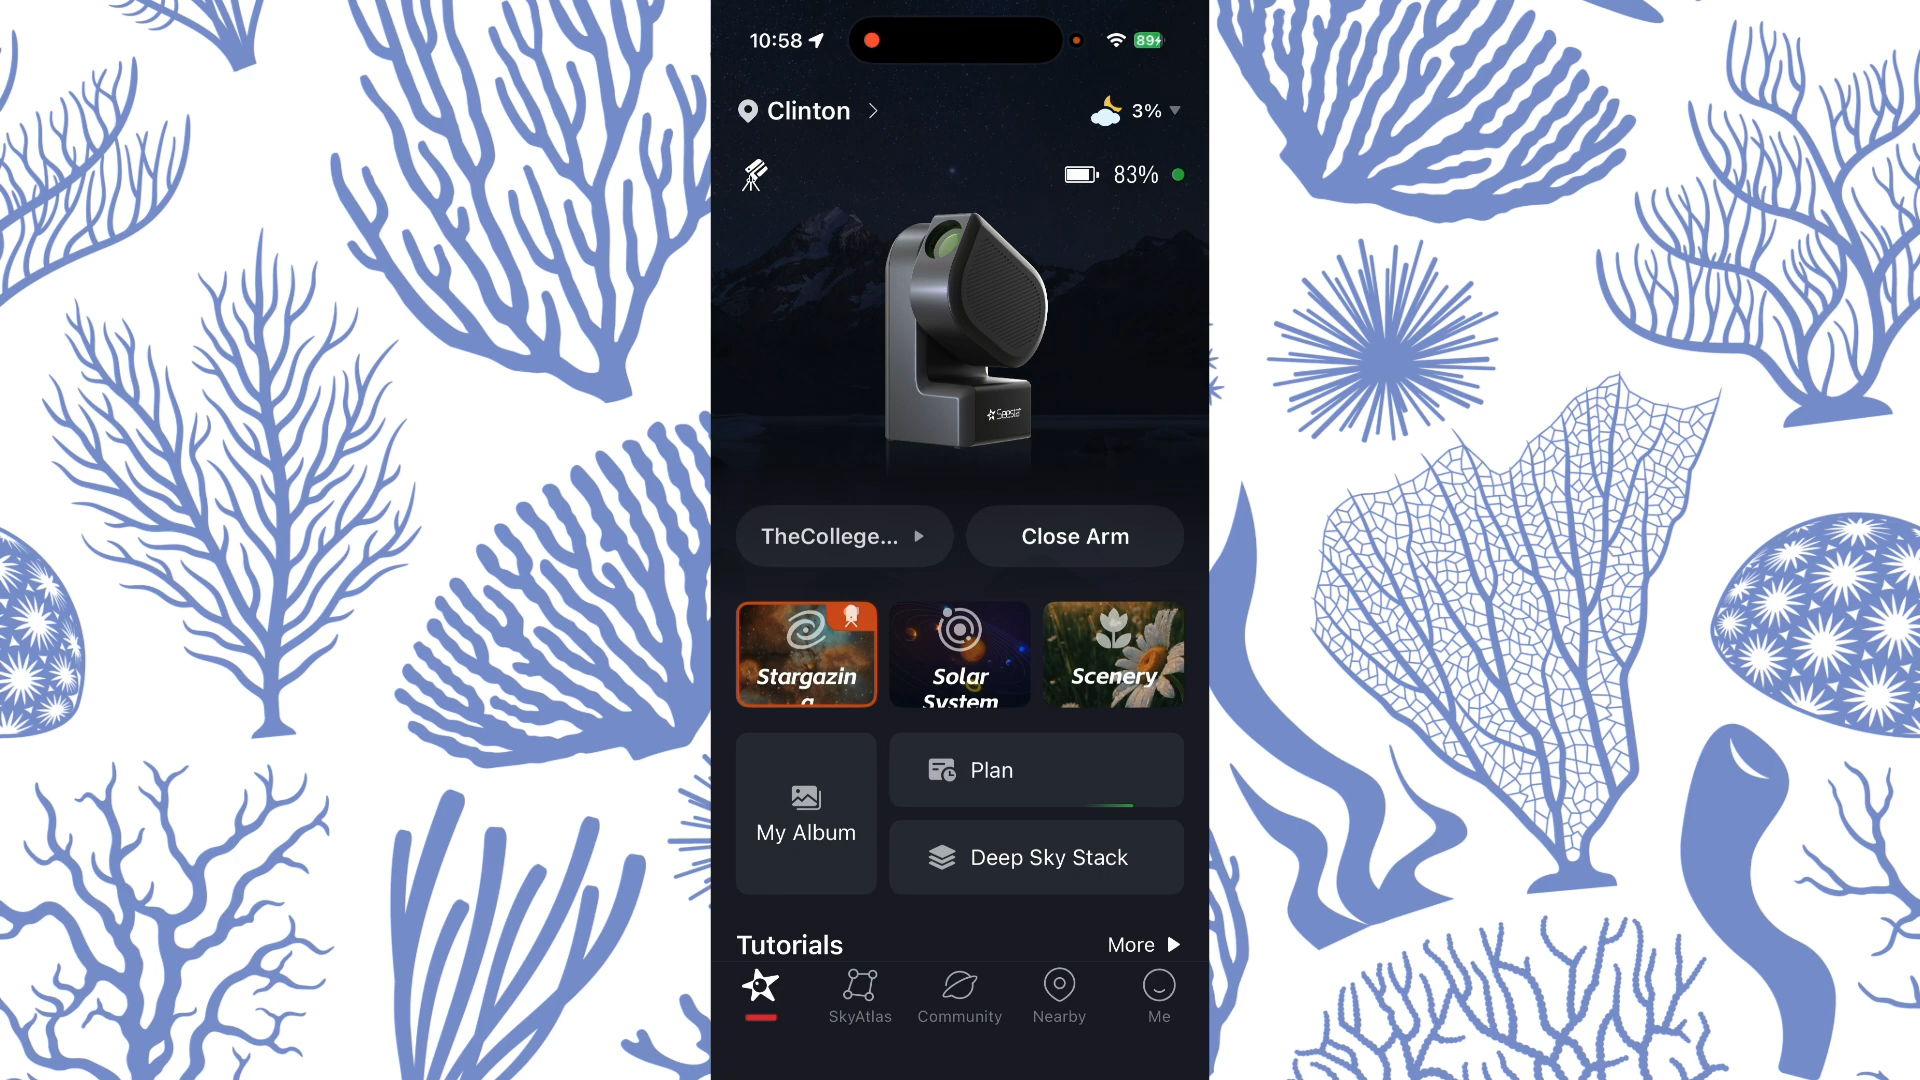 10:58
89
Clinton
3%
83%
Seestar
TheCollege...
Close Arm
Stargazin
g
Solar
System
Scenery
My Album
Plan
Deep Sky Stack
Tutorials
More
SkyAtlas
Community
Nearby
Me